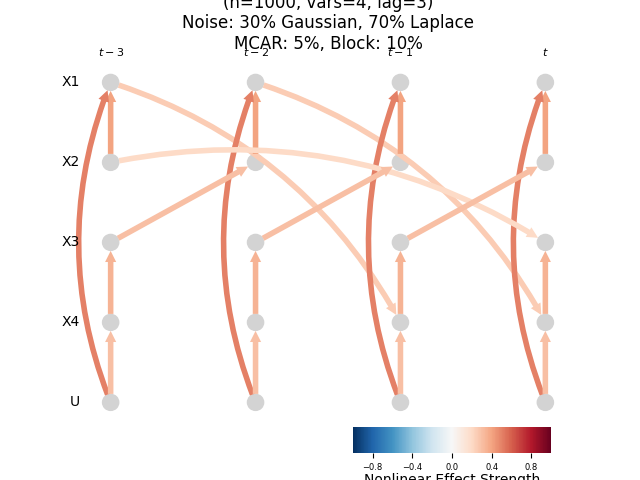 (n=1000, vars=4, lag=3)
Noise: 30% Gaussian, 70% Laplace
MCAR: 5%, Block: 10%
t − 3 t − 2 t − 1 t
X1
X2
X3
X4
U
−0.8 −0.4 0.0 0.4 0.8
Nonlinear Effect Strength